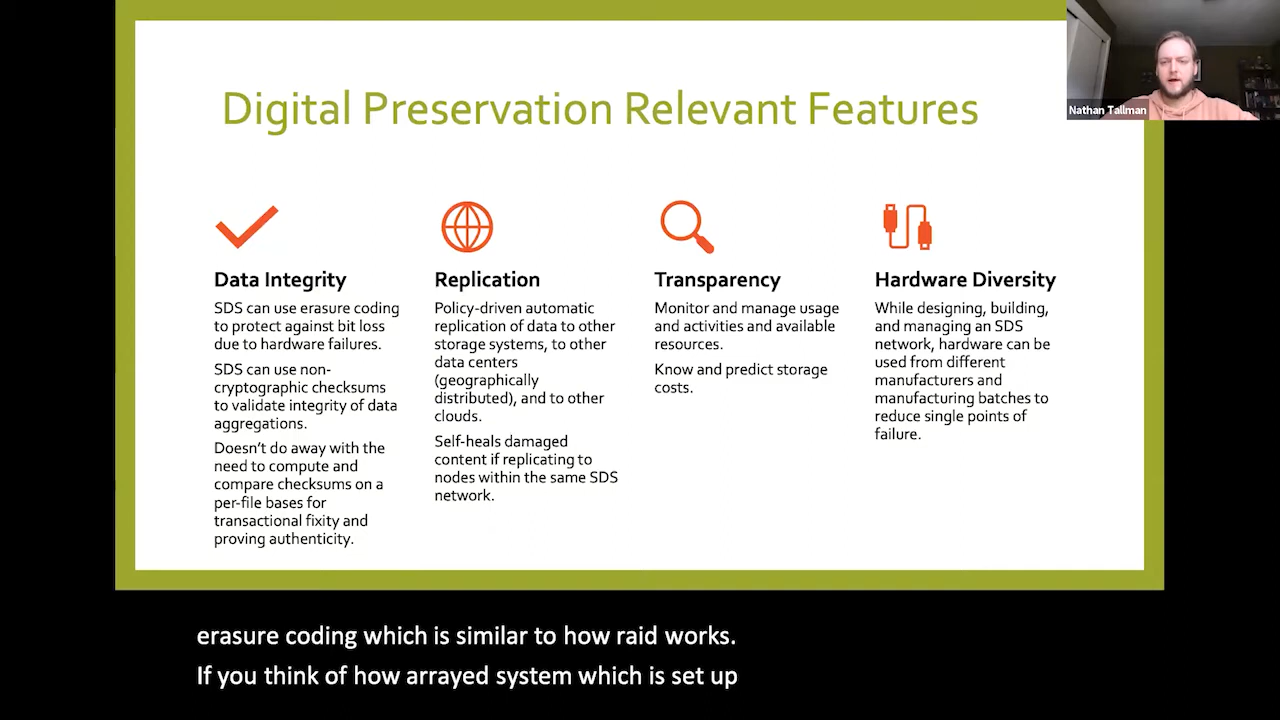 Digital Preservation Relevant Features
Nathan Tallman
Data Integrity
SDS can use erasure coding
to protect against bit loss
due to hardware failures.
SDS can use non-
cryptographic checksums
to validate integrity of data
aggregations.
Doesn't do away with the
need to compute and
compare checksums on a
per-file bases for
transactional fixity and
proving authenticity.
Replication
Policy-driven automatic
replication of data to other
storage systems, to other
data centers
(geographically
distributed), and to other
clouds.
Self-heals damaged
content if replicating to
nodes within the same SDS
network.
Transparency
Monitor and manage usage
and activities and available
resources.
Know and predict storage
costs.
Hardware Diversity
While designing, building,
and managing an SDS
network, hardware can be
used from different
manufacturers and
manufacturing batches to
reduce single points of
failure.
erasure coding which is similar to how raid works.
If you think of how arrayed system which is set up